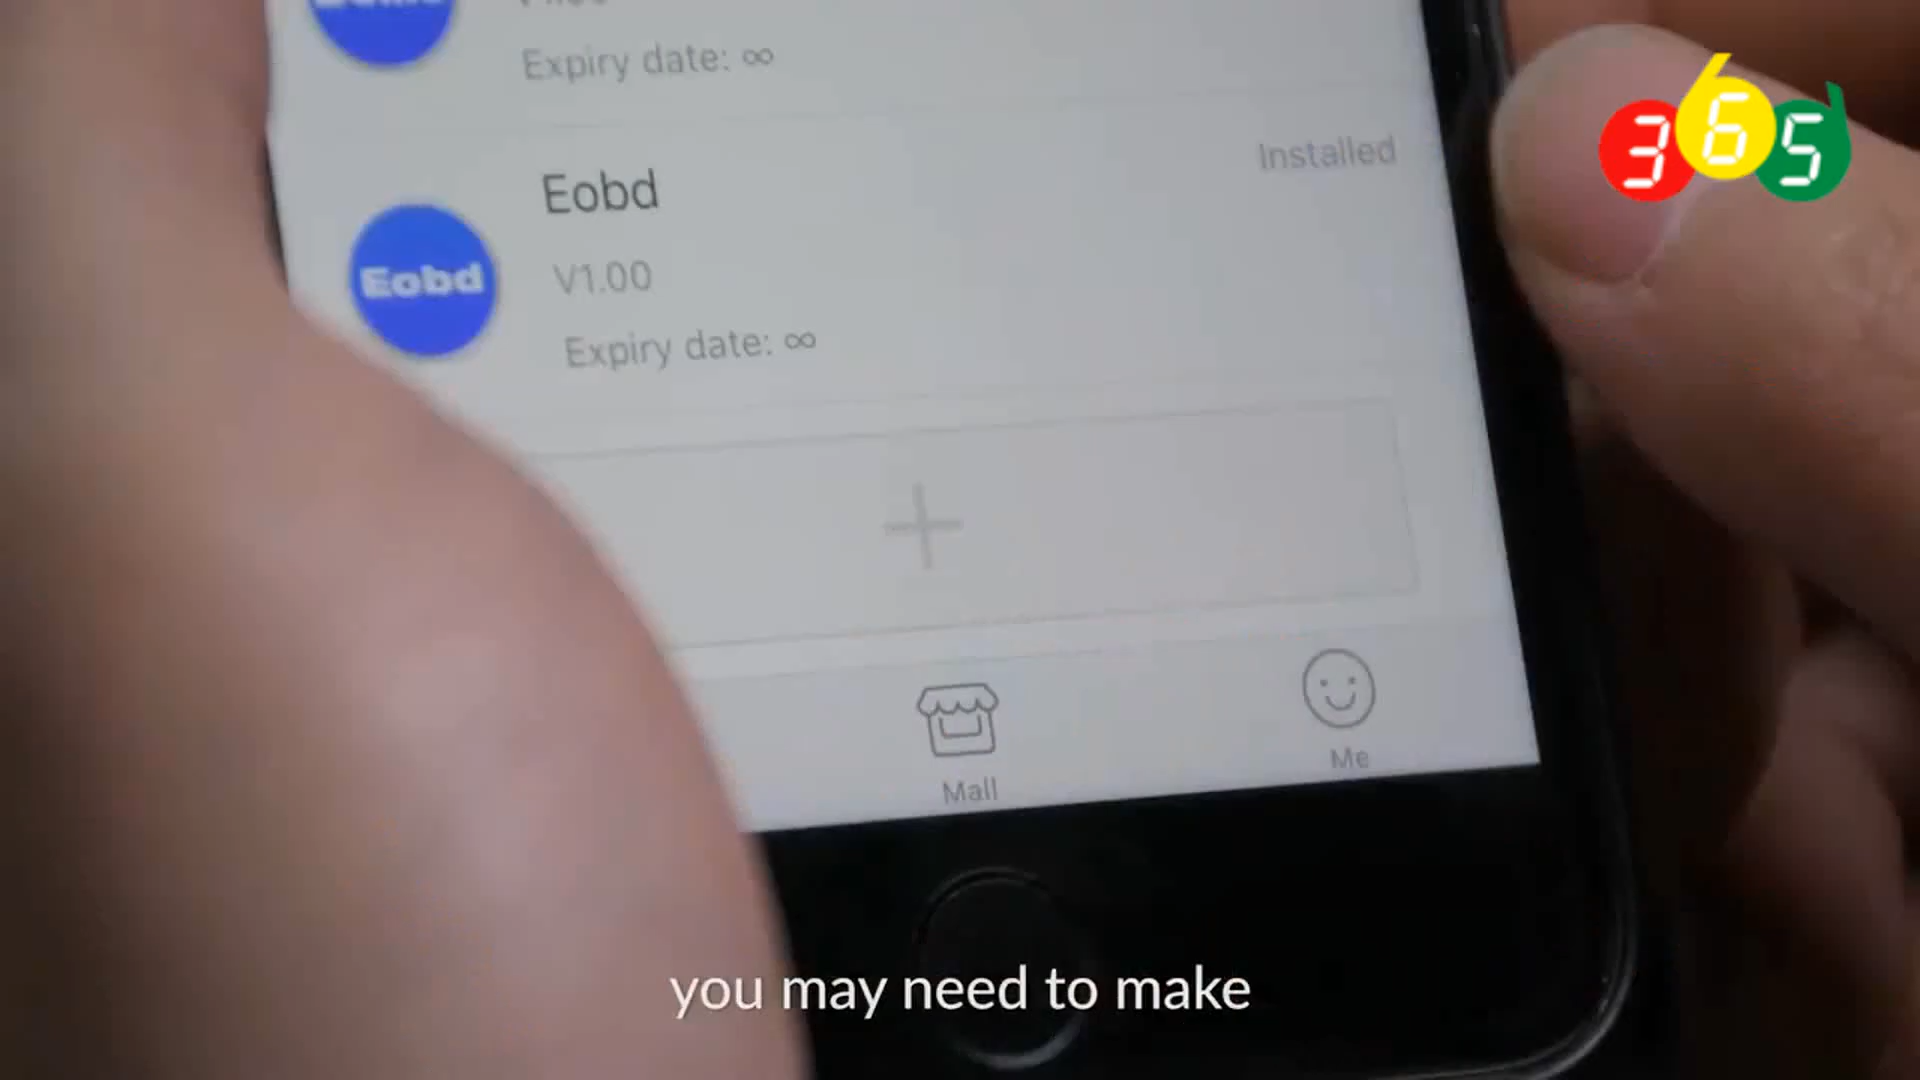 Expiry date: ∞
Eobd
Installed
Eobd
V1.00
Expiry date: ∞
Mall
Me
365
you may need to make